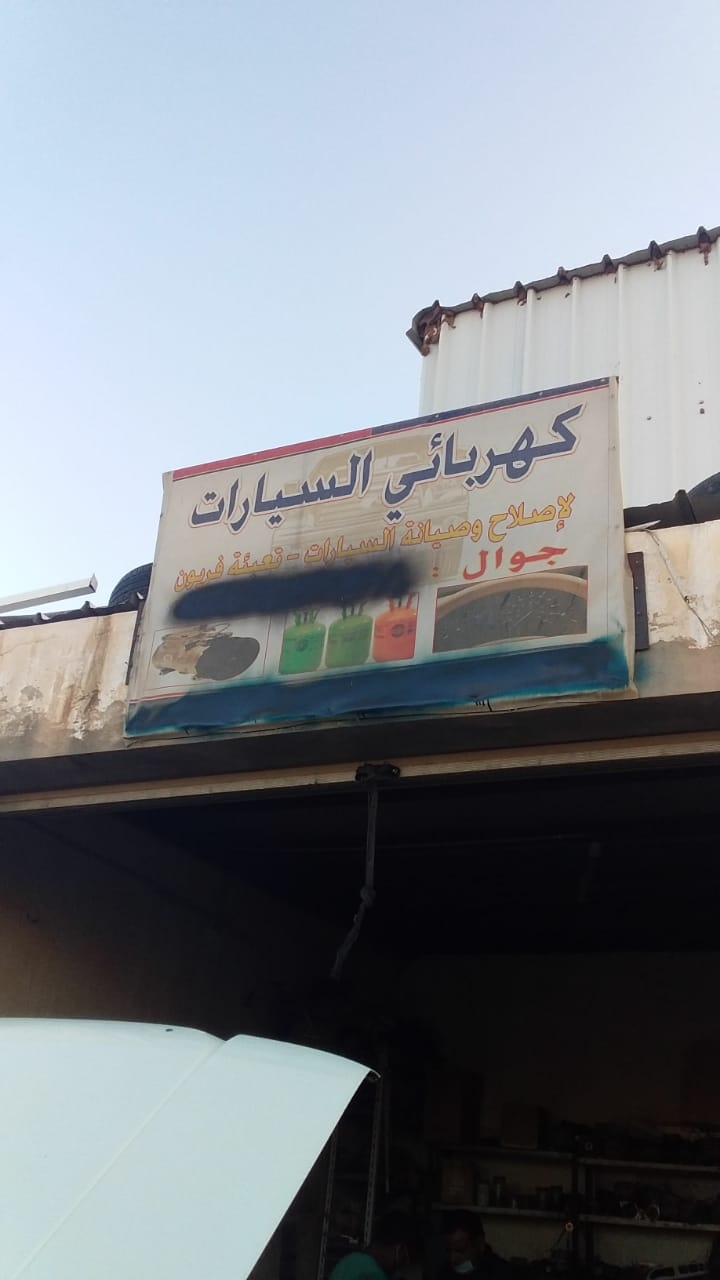 كهربائي السيارات
لإصلاح وصيانة السيارات - تعبئة فريون
جوال :